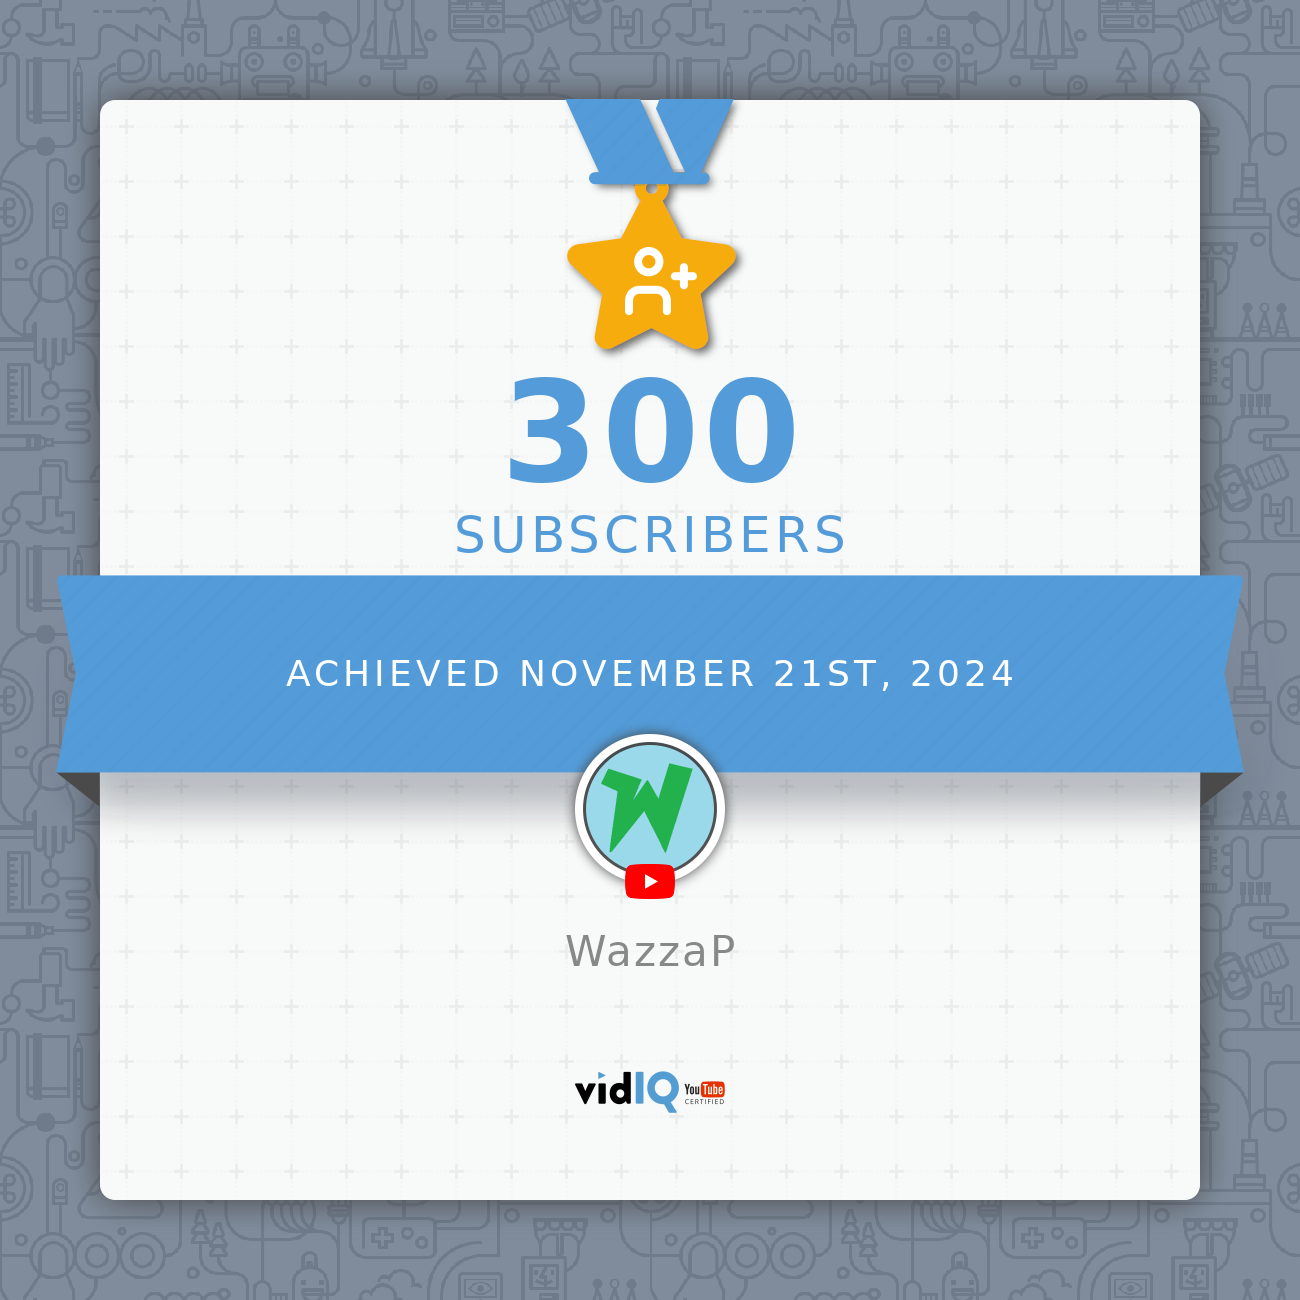 300
SUBSCRIBERS
ACHIEVED NOVEMBER 21ST, 2024
W
WazzaP
vidIQ YouTube
CERTIFIED